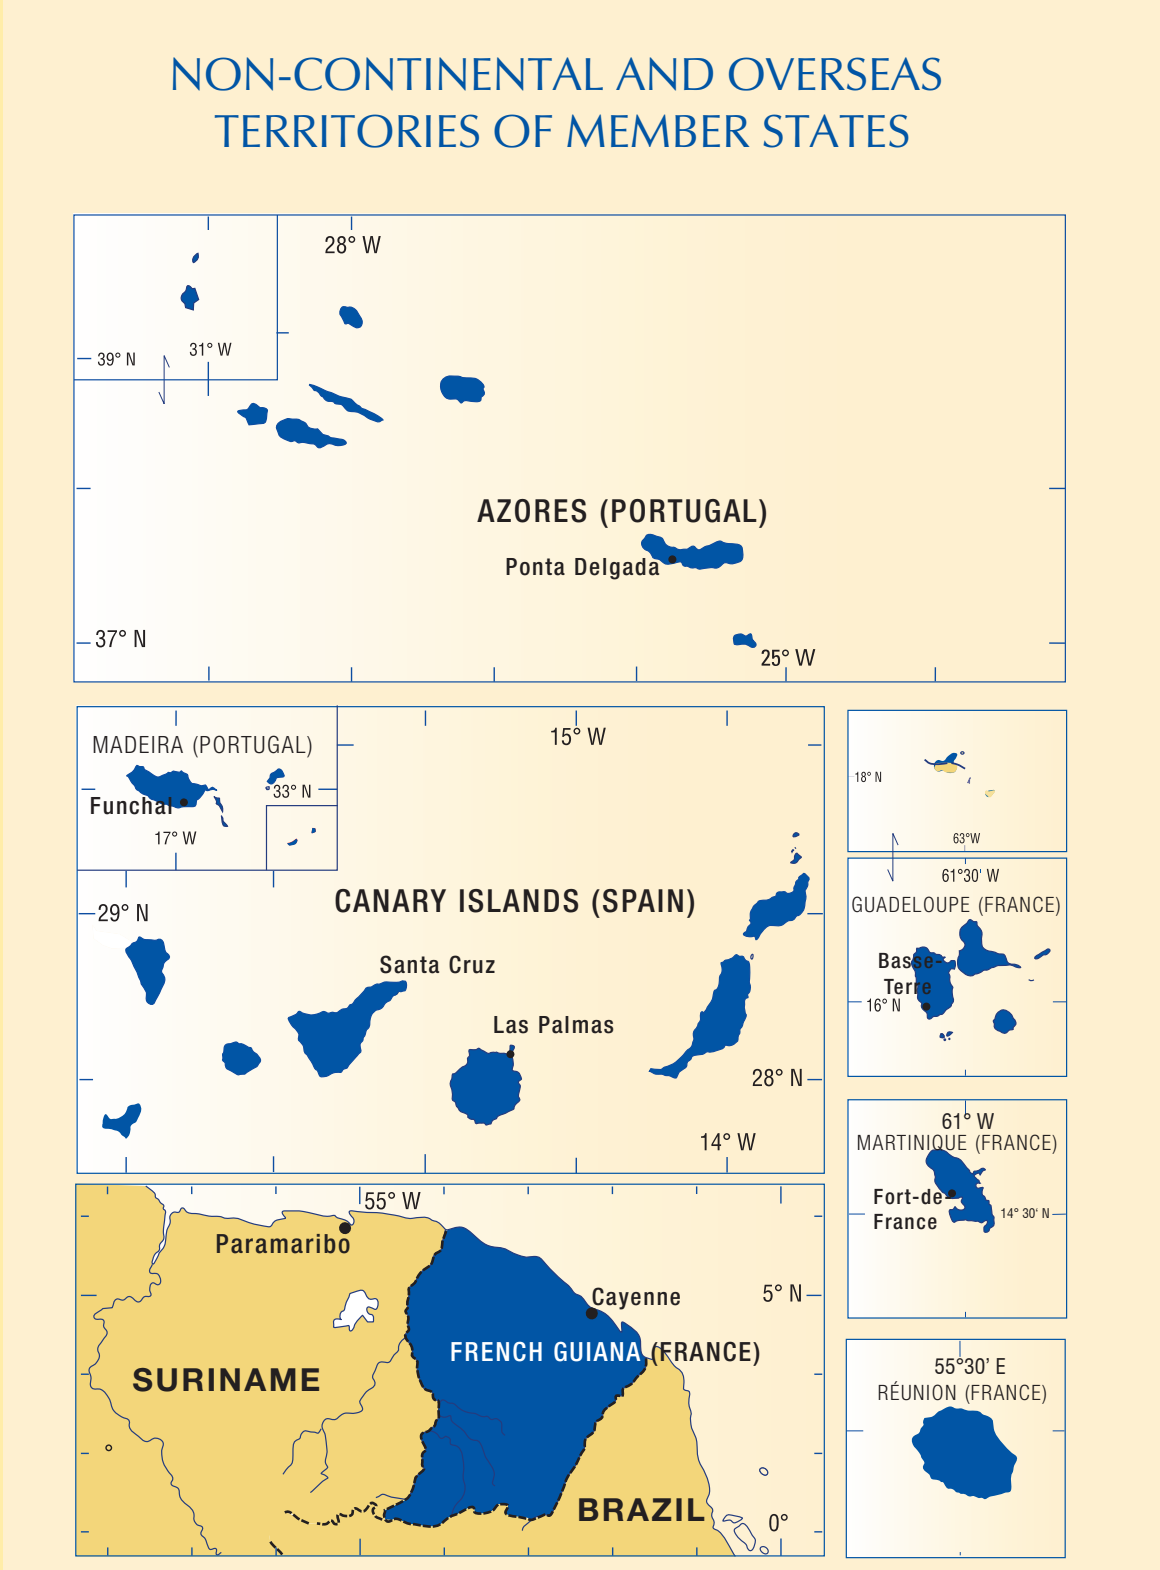 NON-CONTINENTAL AND OVERSEAS
TERRITORIES OF MEMBER STATES
28° W
31° W
39° N
AZORES (PORTUGAL)
Ponta Delgada
37° N
25° W
MADEIRA (PORTUGAL)
33° N
Funchal
17° W
15° W
CANARY ISLANDS (SPAIN)
29° N
Santa Cruz
Las Palmas
28° N
14° W
18° N
63°W
61°30' W
GUADELOUPE (FRANCE)
Basse-
Terre
16° N
61° W
MARTINIQUE (FRANCE)
Fort-de-
France
14° 30' N
55° W
Paramaribo
Cayenne
5° N
FRENCH GUIANA (FRANCE)
SURINAME
BRAZIL
0°
55°30' E
RÉUNION (FRANCE)